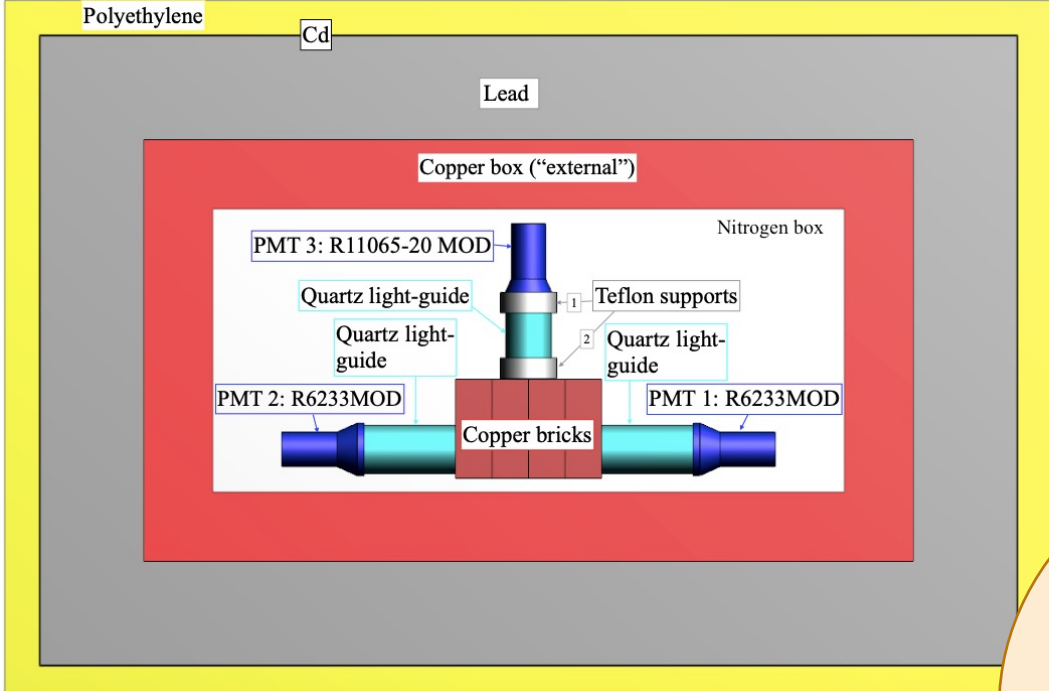 Polyethylene
Cd
Lead
Copper box (“external”)
Nitrogen box
PMT 3: R11065-20 MOD
Quartz light-guide
1
Teflon supports
Quartz light-
guide
2
Quartz light-
guide
PMT 2: R6233MOD
PMT 1: R6233MOD
Copper bricks